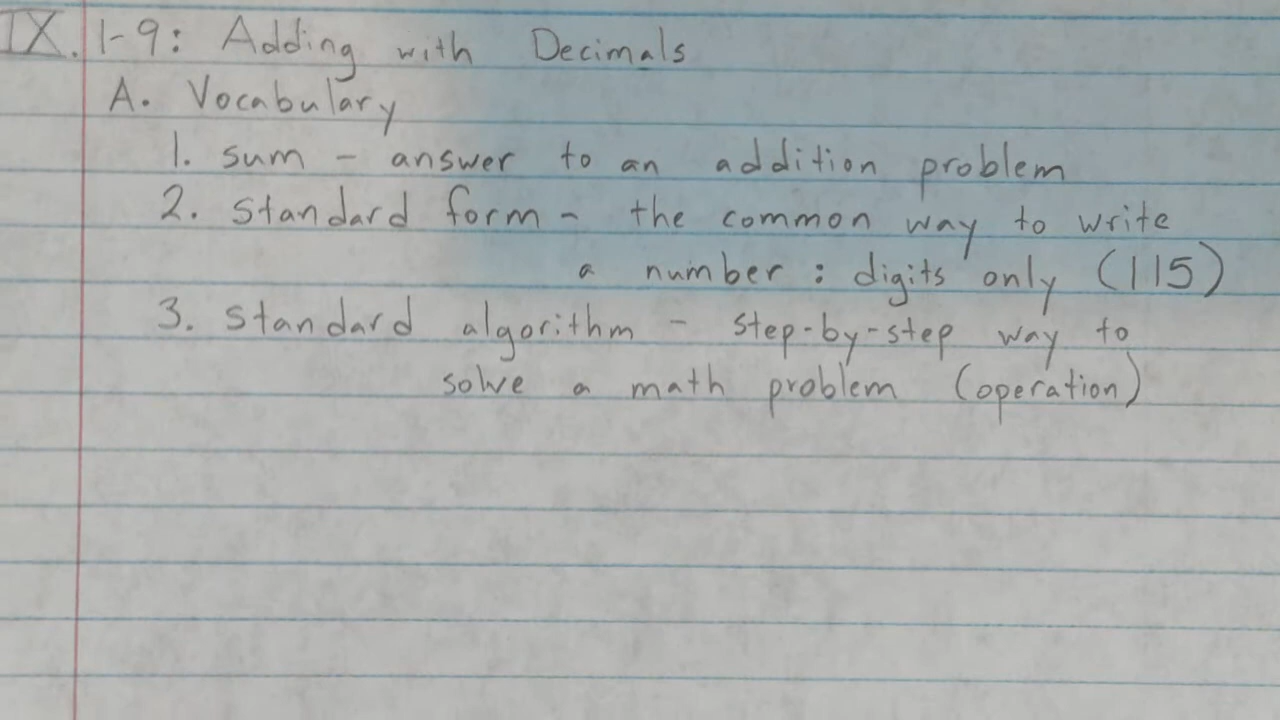 IX. 1-9: Adding with Decimals
A. Vocabulary
1. sum - answer to an addition problem
2. standard form - the common way to write
a number: digits only (115)
3. standard algorithm - step-by-step way to
solve a math problem (operation)